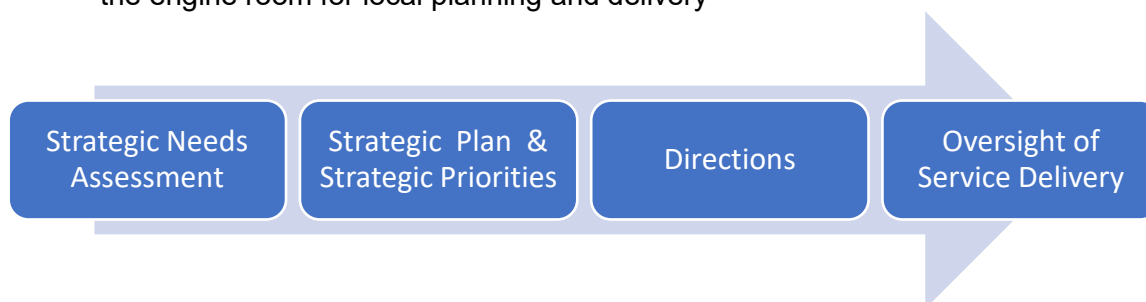 the engine room for local planning and delivery
Strategic Needs
Assessment
Strategic Plan &
Strategic Priorities
Directions
Oversight of
Service Delivery